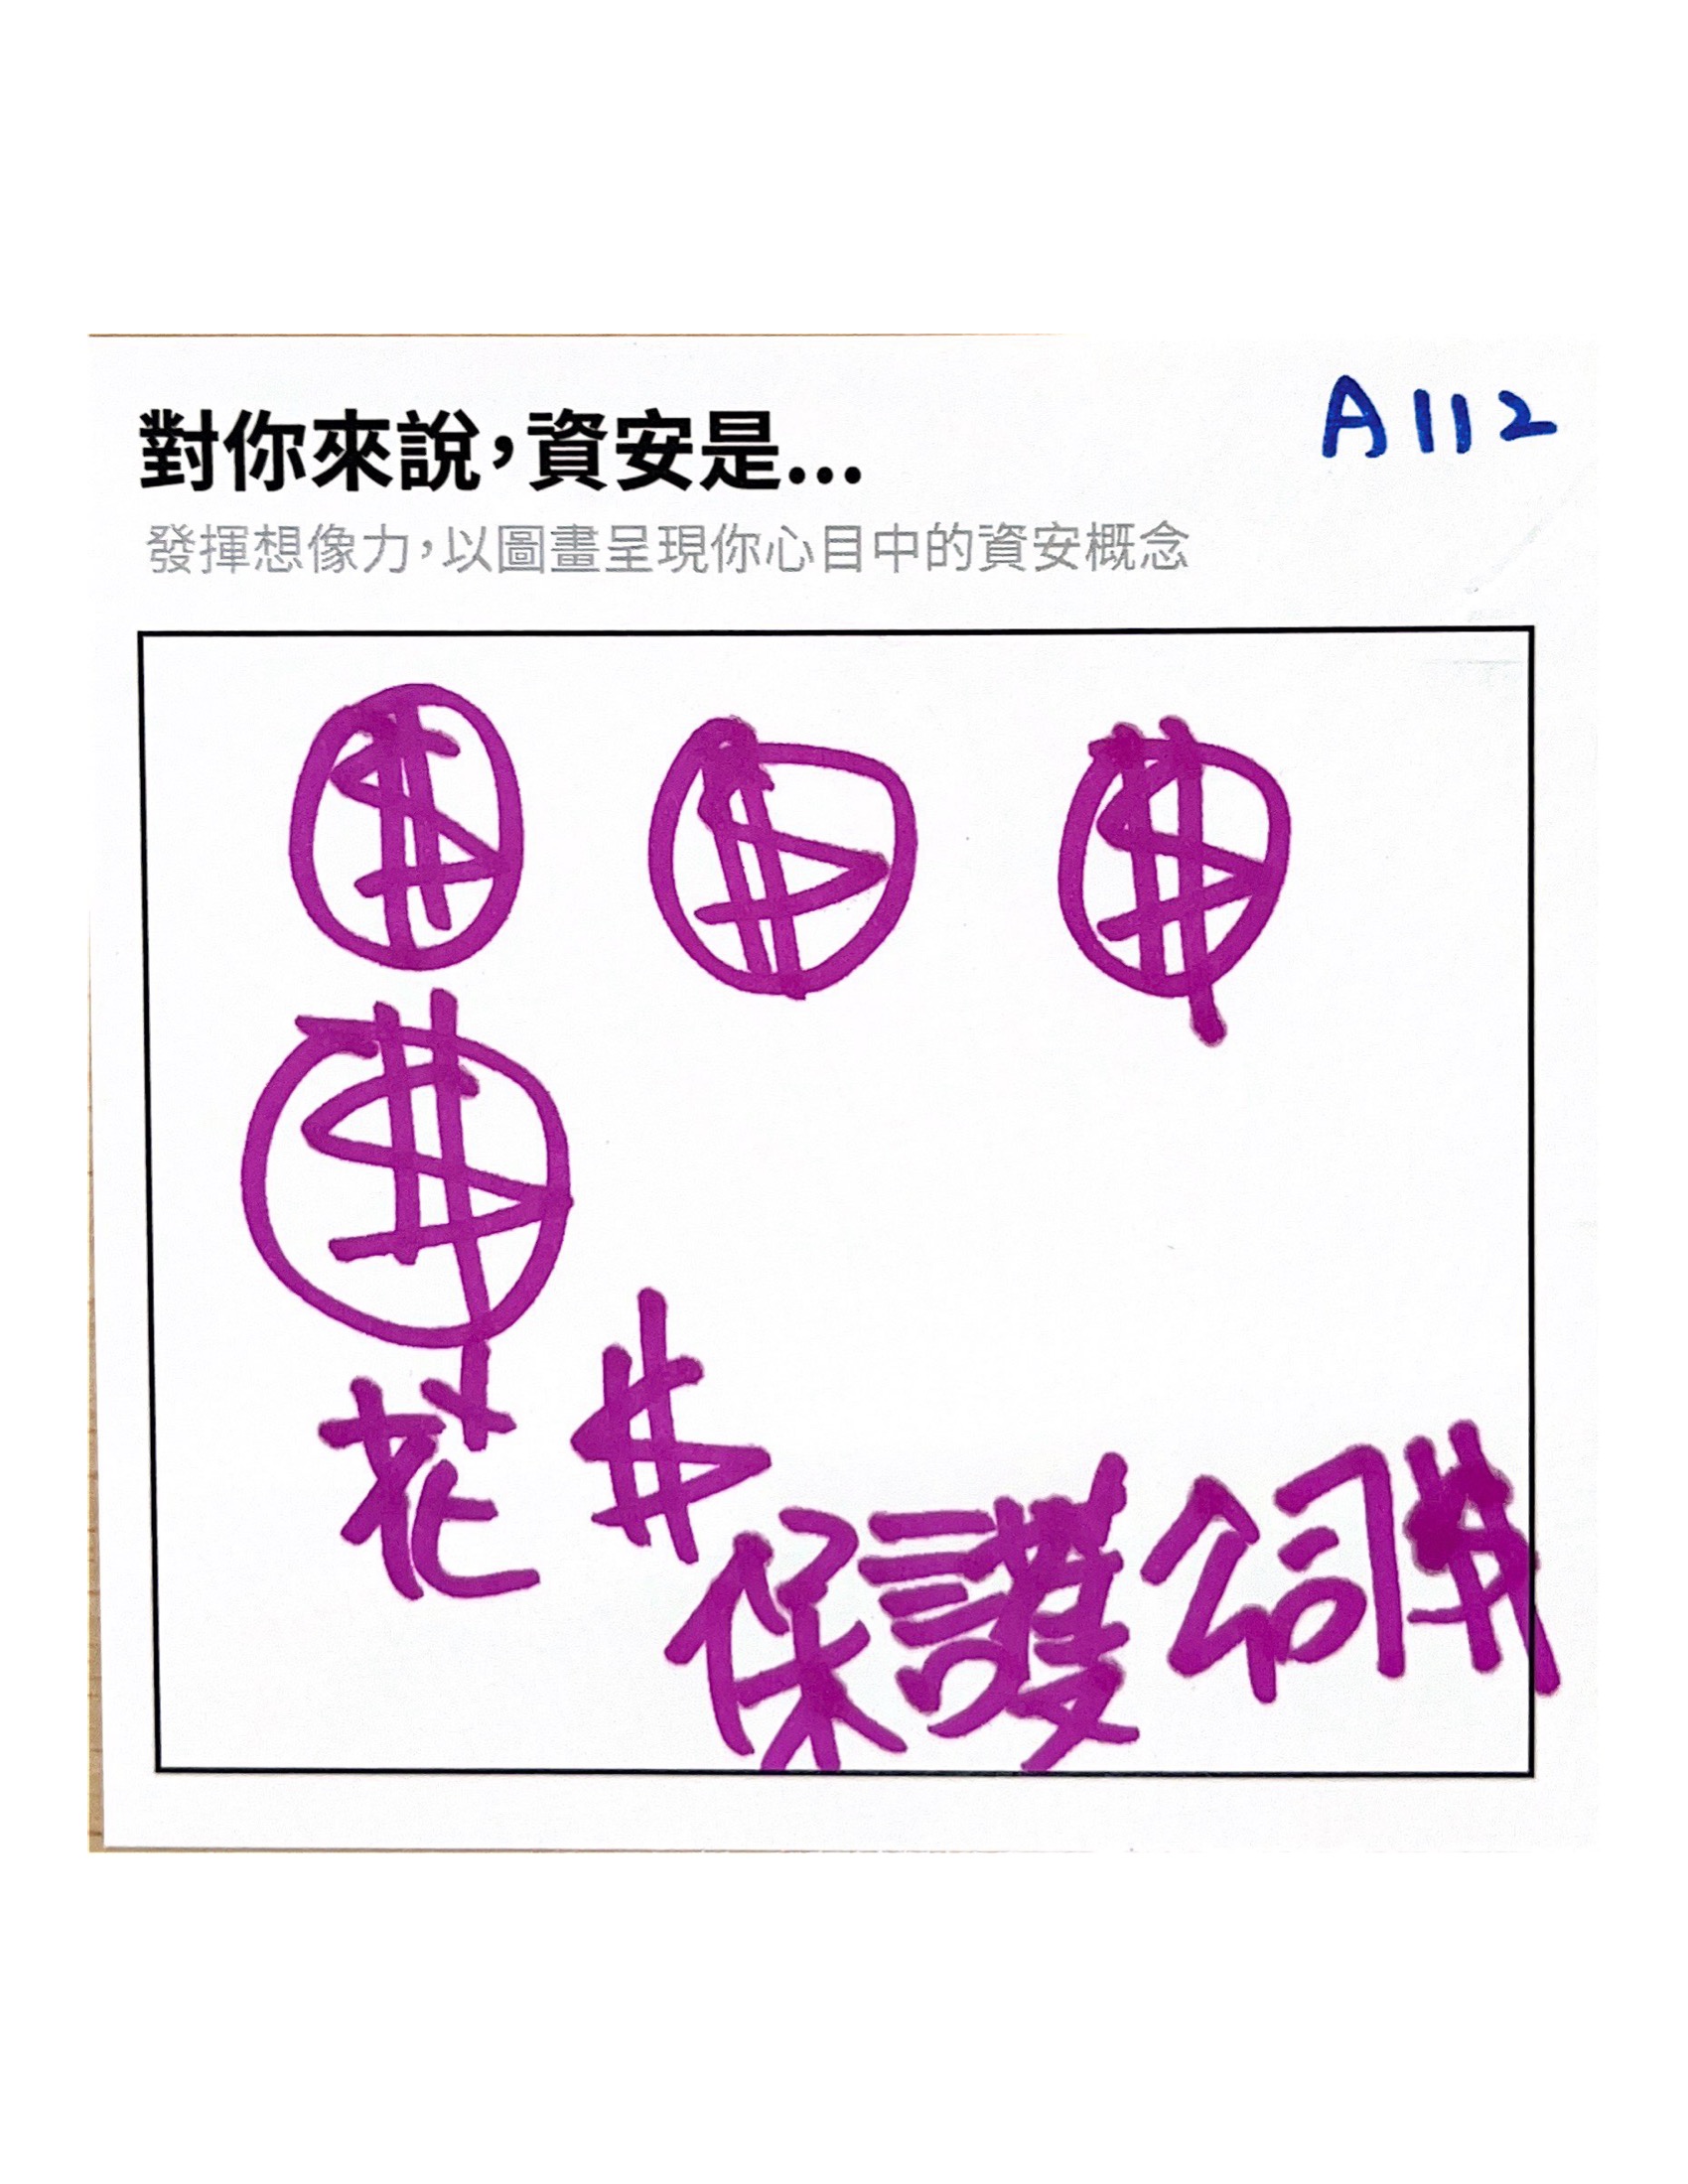 對你來說，資安是...
A112
發揮想像力，以圖畫呈現你心目中的資安概念
$ $ $
$
花 $
保護公司$